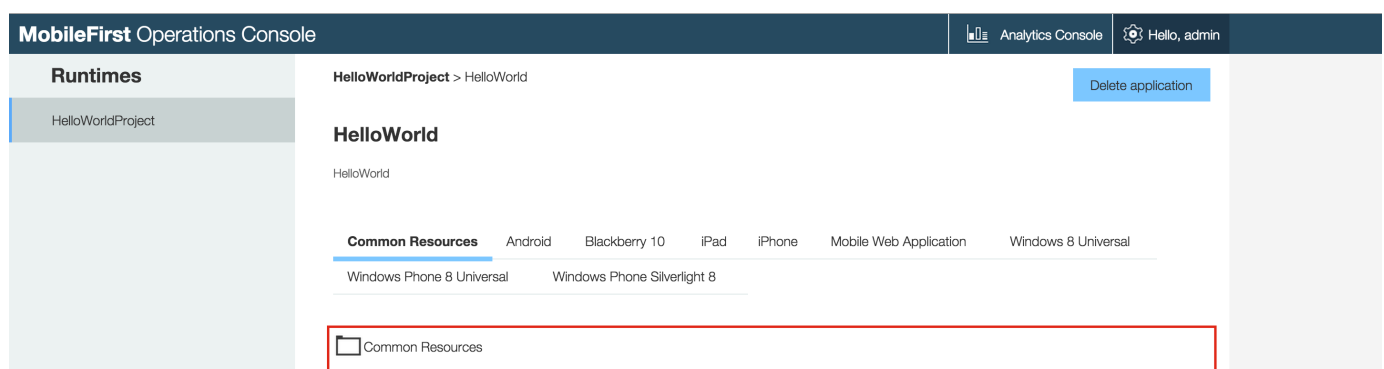 MobileFirst Operations Console
Analytics Console
Hello, admin
Runtimes
HelloWorldProject
HelloWorldProject > HelloWorld
Delete application
HelloWorld
HelloWorld
Common Resources Android Blackberry 10 iPad iPhone Mobile Web Application Windows 8 Universal
Windows Phone 8 Universal Windows Phone Silverlight 8
Common Resources